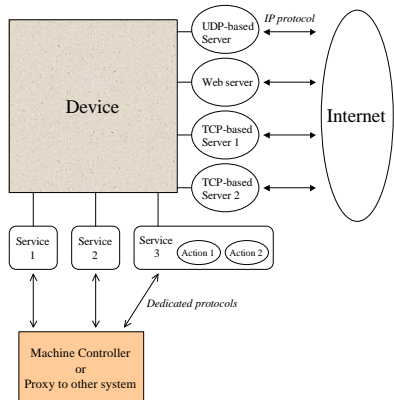 UDP-based
Server
IP protocol
Web server
Device
Internet
TCP-based
Server 1
TCP-based
Server 2
Service
1
Service
2
Service
3
Action 1
Action 2
Dedicated protocols
Machine Controller
or
Proxy to other system